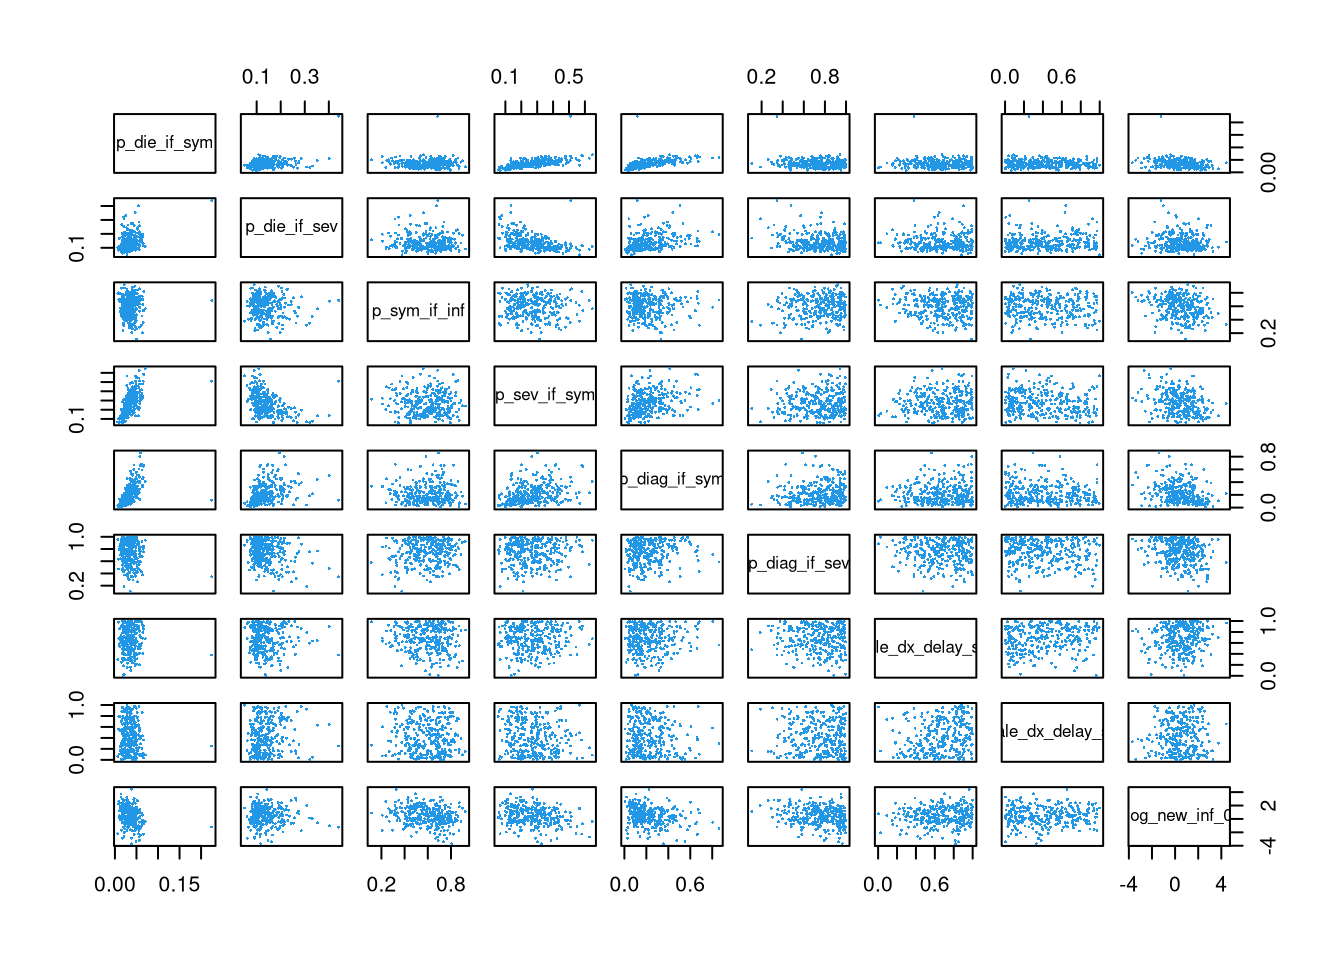 0.1 0.3 0.1 0.5 0.2 0.8 0.0 0.6
p_die_if_sym 0.00
0.1 p_die_if_sev
p_sym_if_inf 0.2
0.1 p_sev_if_sym
p_diag_if_sym 0.0 0.8
0.2 1.0 p_diag_if_sev
le_dx_delay_s 0.0 1.0
0.0 1.0 ale_dx_delay_
og_new_inf_0 -4 2
0.00 0.15 0.2 0.8 0.0 0.6 0.0 0.6 -4 0 4